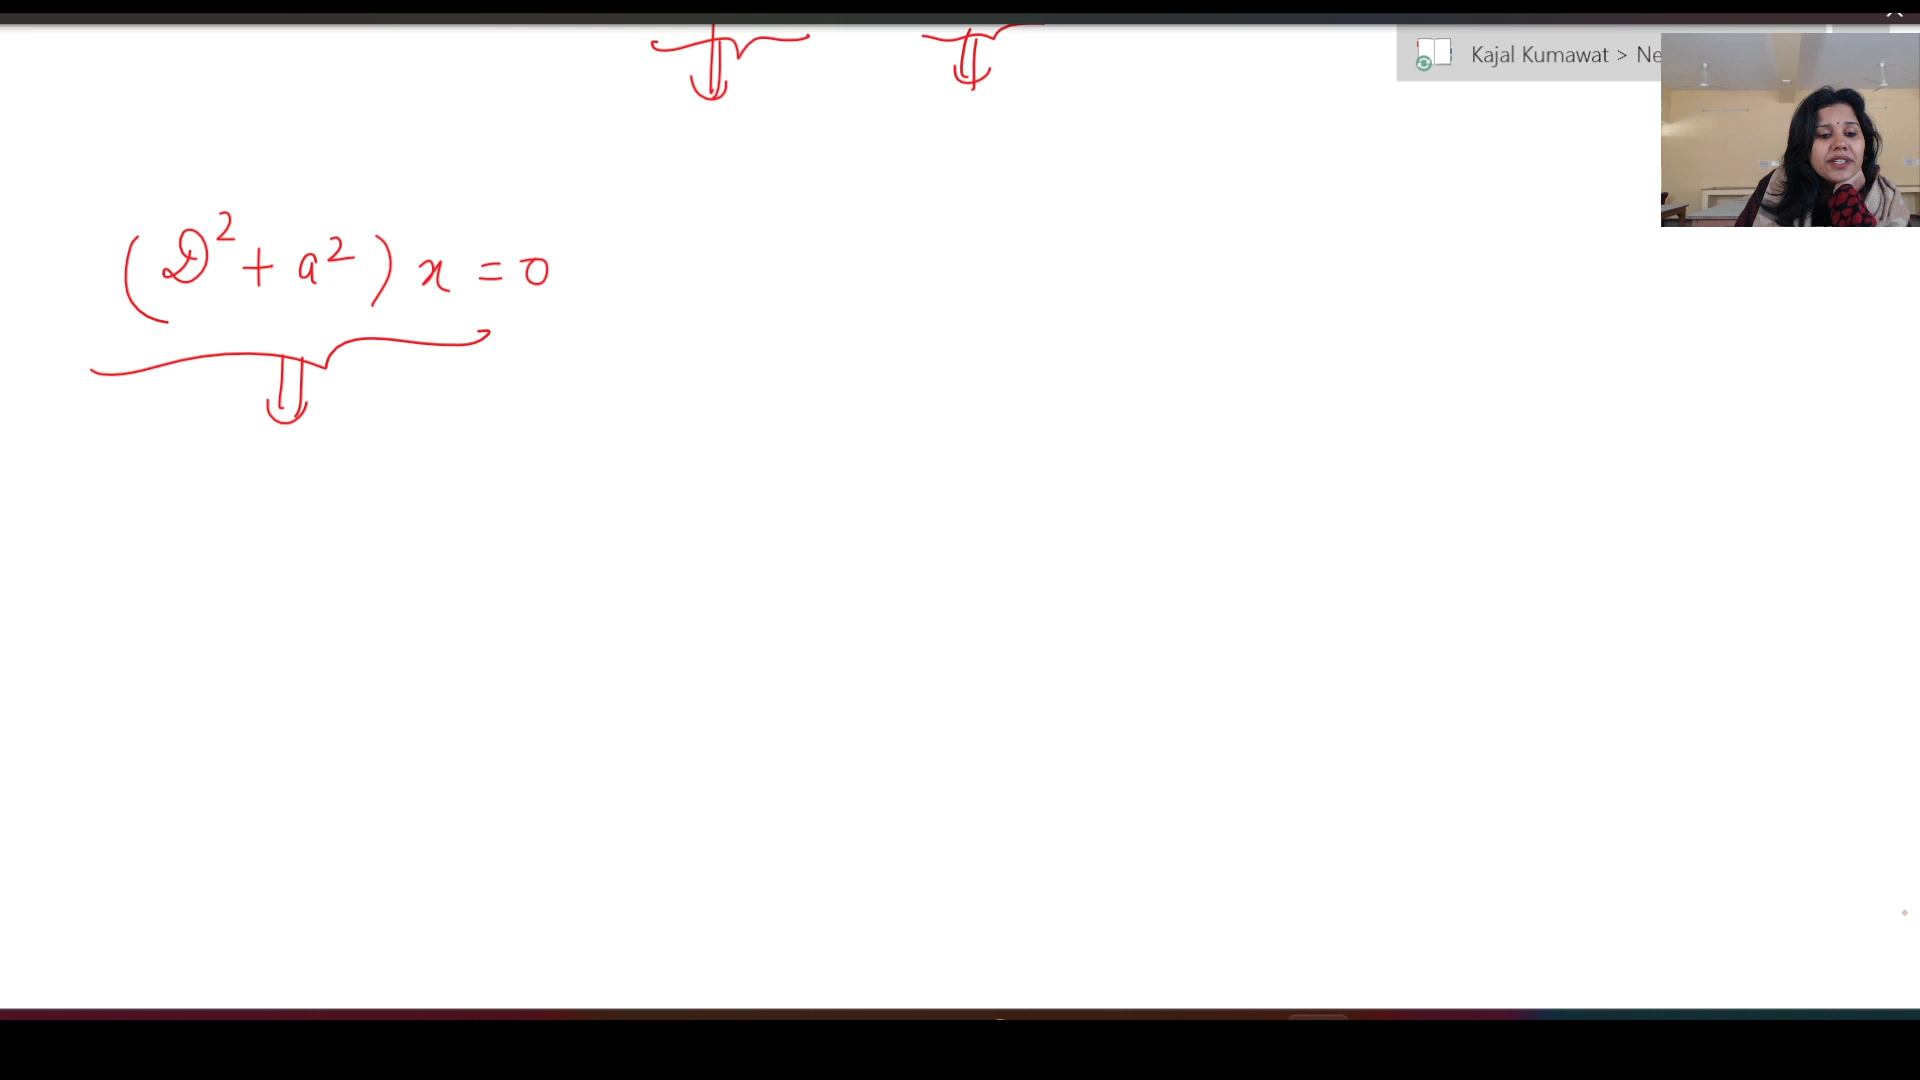 Kajal Kumawat > Ne
(D² + a²) x = 0